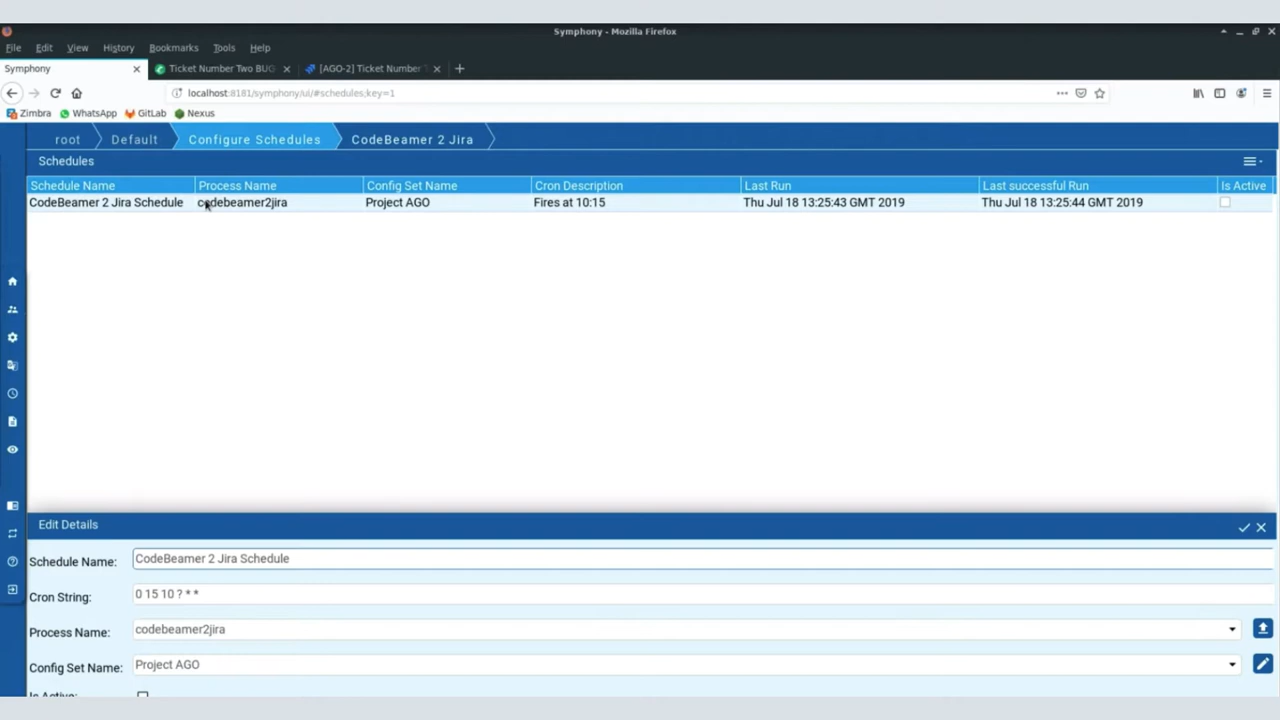 Symphony - Mozilla Firefox
File Edit View History Bookmarks Tools Help
Symphony Ticket Number Two BUG [AGO-2] Ticket Number
localhost:8181/symphony/ui/#schedules;key=1
Zimbra WhatsApp GitLab Nexus
root Default Configure Schedules CodeBeamer 2 Jira
Schedules
Schedule Name Process Name Config Set Name Cron Description Last Run Last successful Run Is Active
CodeBeamer 2 Jira Schedule codebeamer2jira Project AGO Fires at 10:15 Thu Jul 18 13:25:43 GMT 2019 Thu Jul 18 13:25:44 GMT 2019
Edit Details
Schedule Name: CodeBeamer 2 Jira Schedule
Cron String: 0 15 10 ? * *
Process Name: codebeamer2jira
Config Set Name: Project AGO
Is Active: